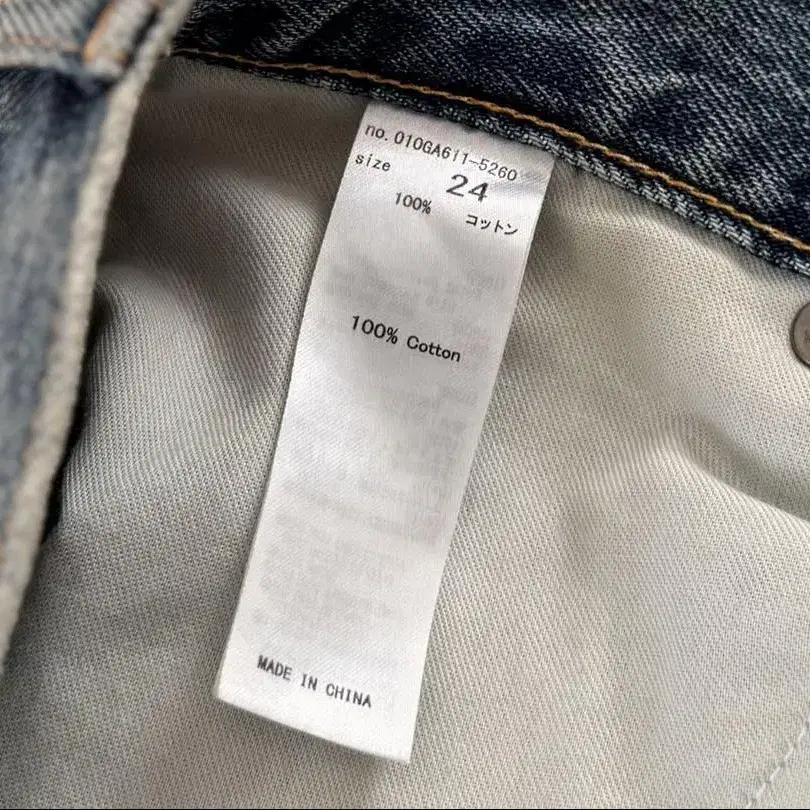 no. 010GA611-5260
size 24
100% コットン
100% Cotton
MADE IN CHINA